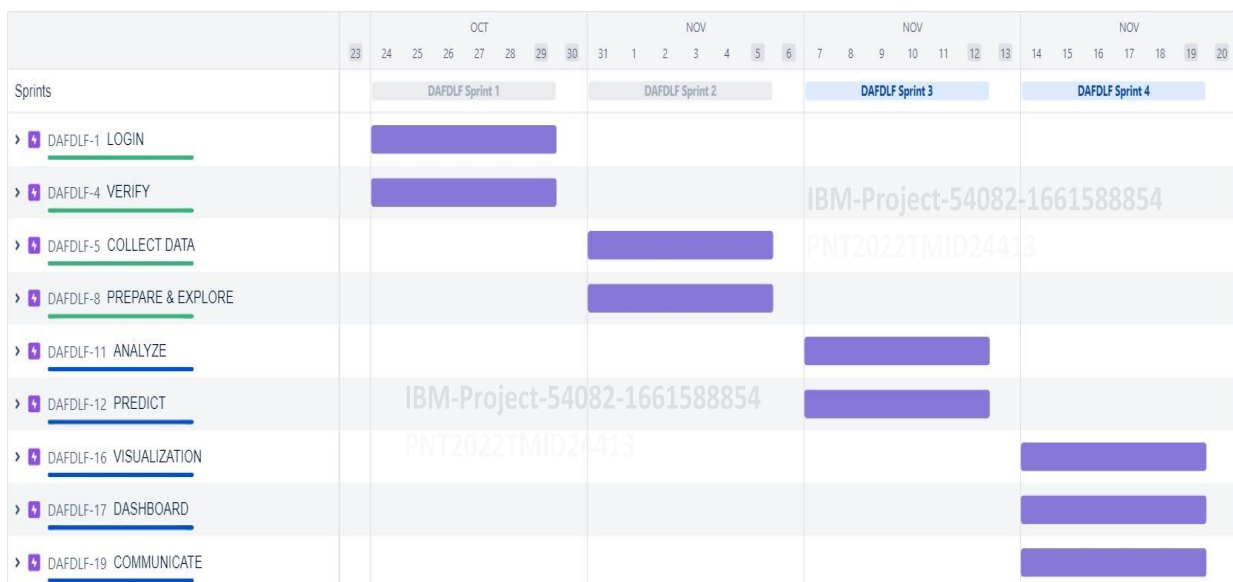 OCT NOV NOV NOV
23 24 25 26 27 28 29 30 31 1 2 3 4 5 6 7 8 9 10 11 12 13 14 15 16 17 18 19 20
Sprints DAFDLF Sprint 1 DAFDLF Sprint 2 DAFDLF Sprint 3 DAFDLF Sprint 4
DAFDLF-1 LOGIN
DAFDLF-4 VERIFY
IBM-Project-54082-1661588854
DAFDLF-5 COLLECT DATA
PNT2022TMID24413
DAFDLF-8 PREPARE & EXPLORE
DAFDLF-11 ANALYZE
DAFDLF-12 PREDICT
IBM-Project-54082-1661588854
PNT2022TMID24413
DAFDLF-16 VISUALIZATION
DAFDLF-17 DASHBOARD
DAFDLF-19 COMMUNICATE